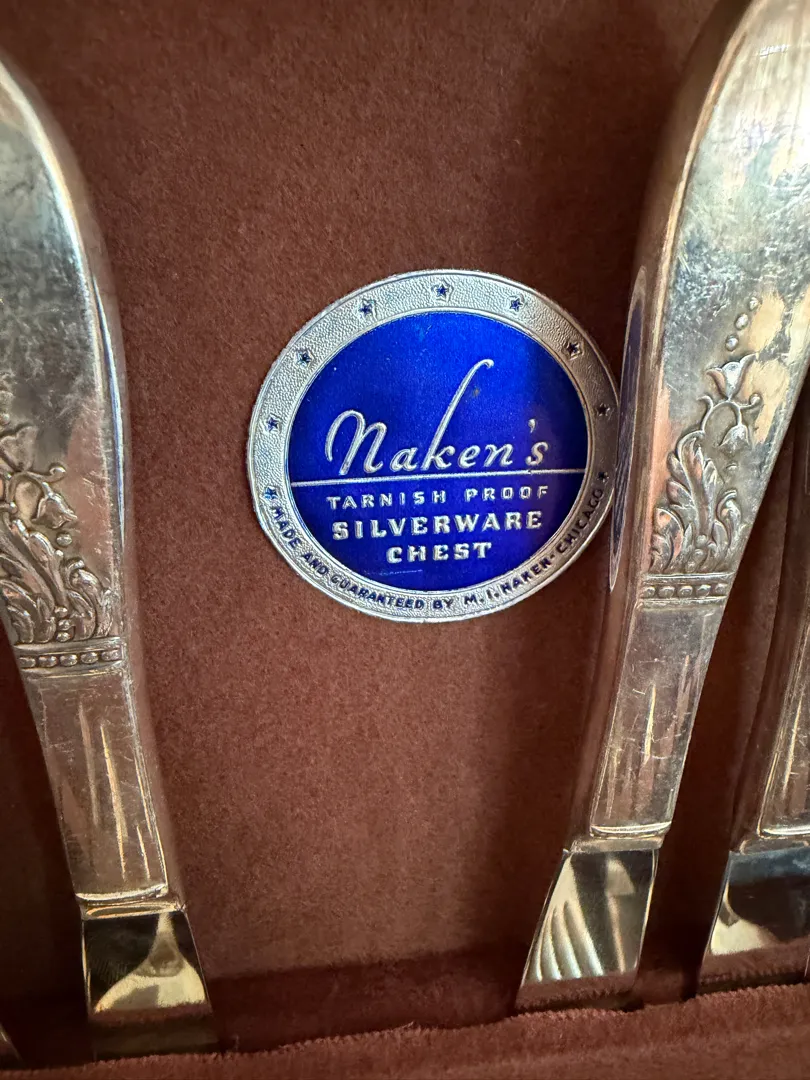 Naken's
TARNISH PROOF
SILVERWARE
CHEST
MADE AND GUARANTEED BY M.I. NAKEN - CHICAGO